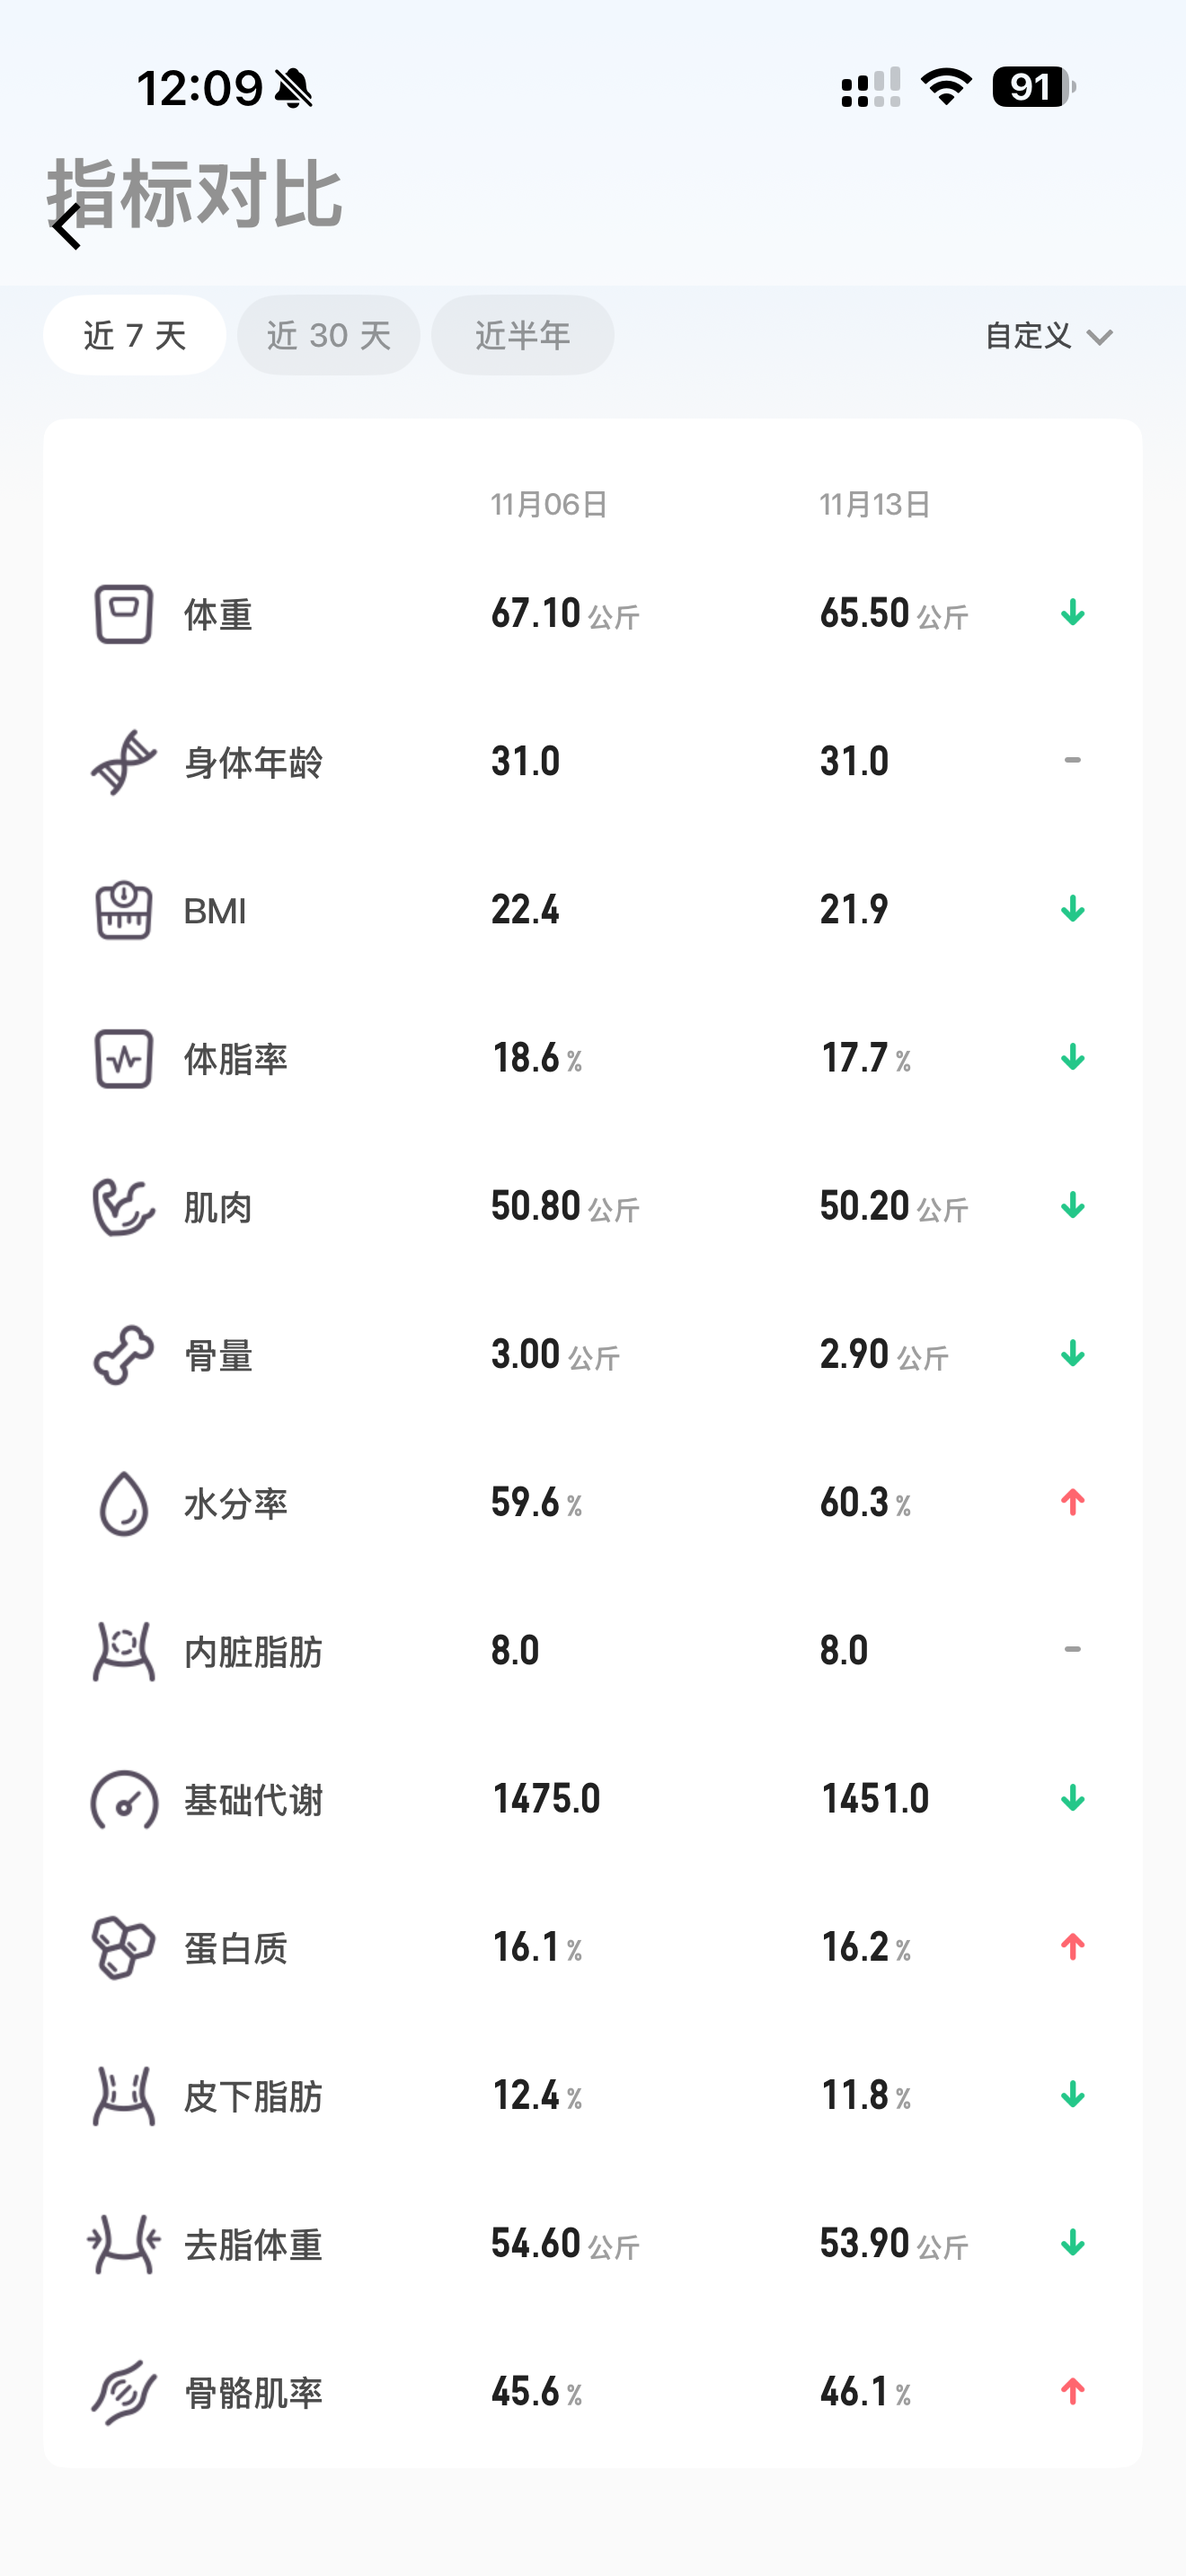 12:09 91
指标对比
近 7 天 近 30 天 近半年 自定义
11月06日 11月13日
体重 67.10 公斤 65.50 公斤
身体年龄 31.0 31.0 -
BMI 22.4 21.9
体脂率 18.6 % 17.7 %
肌肉 50.80 公斤 50.20 公斤
骨量 3.00 公斤 2.90 公斤
水分率 59.6 % 60.3 %
内脏脂肪 8.0 8.0 -
基础代谢 1475.0 1451.0
蛋白质 16.1 % 16.2 %
皮下脂肪 12.4 % 11.8 %
去脂体重 54.60 公斤 53.90 公斤
骨骼肌率 45.6 % 46.1 %